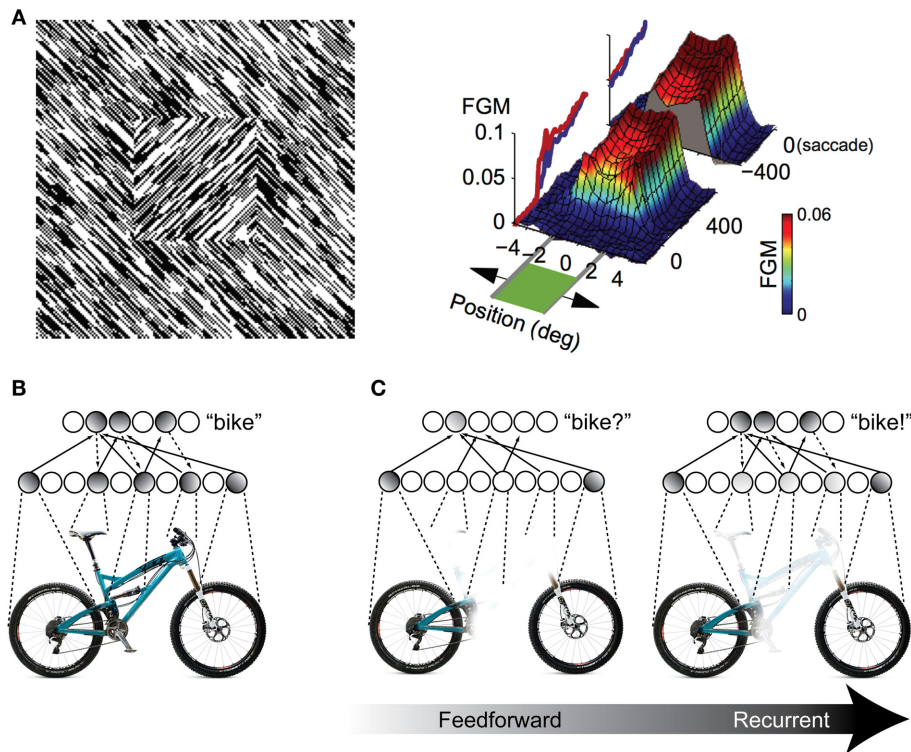 A
FGM
0.1
0.05
0
−4
−2
0
2
4
Position (deg)
0
400
−400
0 (saccade)
0.06
FGM
0
B
"bike"
C
"bike?"
"bike!"
Feedforward
Recurrent